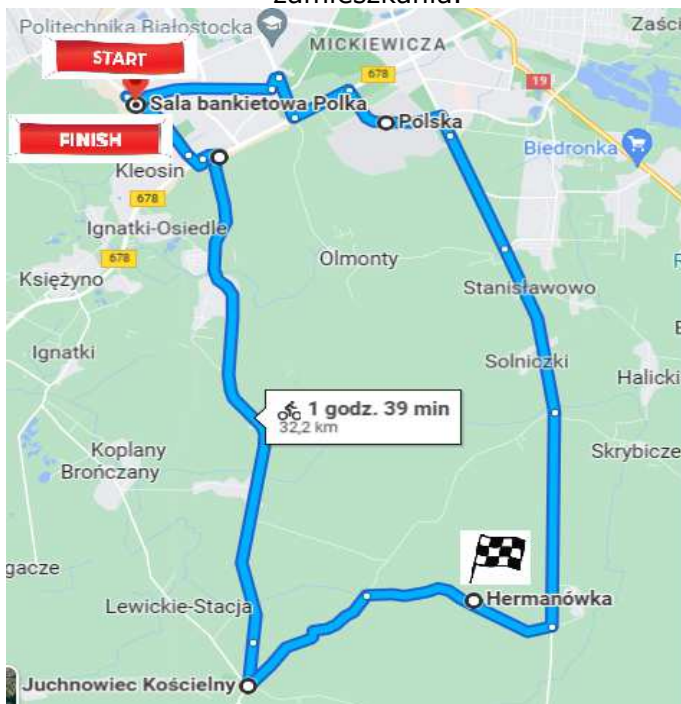 zamieszkania.
Politechnika Białostocka
Zaści
START
MICKIEWICZA
678
19
Sala bankietowa Polka
Polska
FINISH
Biedronka
Kleosin
678
Ignatki-Osiedle
678
Olmonty
Księżyno
Stanisławowo
Ignatki
Solniczki
Halicki
1 godz. 39 min
32,2 km
Koplany
Brończany
Skrybicze
gacze
Hermanówka
Lewickie-Stacja
Juchnowiec Kościelny